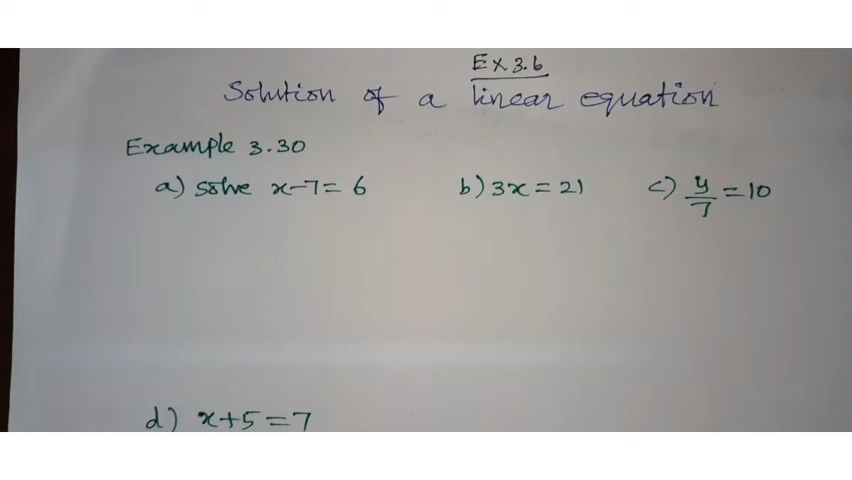 Ex 3.6
Solution of a linear equation
Example 3.30
a) solve x-7= 6 b) 3x = 21 c) y/7 = 10
d) x+5 = 7